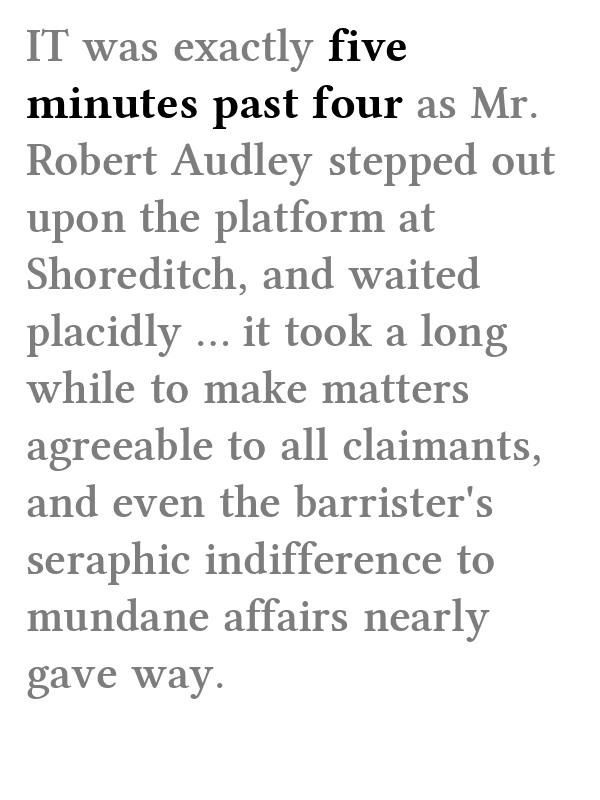 IT was exactly five
minutes past four as Mr.
Robert Audley stepped out
upon the platform at
Shoreditch, and waited
placidly ... it took a long
while to make matters
agreeable to all claimants,
and even the barrister's
seraphic indifference to
mundane affairs nearly
gave way.